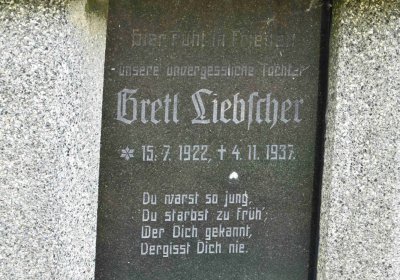 Hier ruht in Frieden
unsere unvergessliche Tochter
Gretl Liebscher
* 15. 7. 1922, † 4. 11. 1937.
Du warst so jung,
Du starbst zu früh,
Wer Dich gekannt,
Vergisst Dich nie.